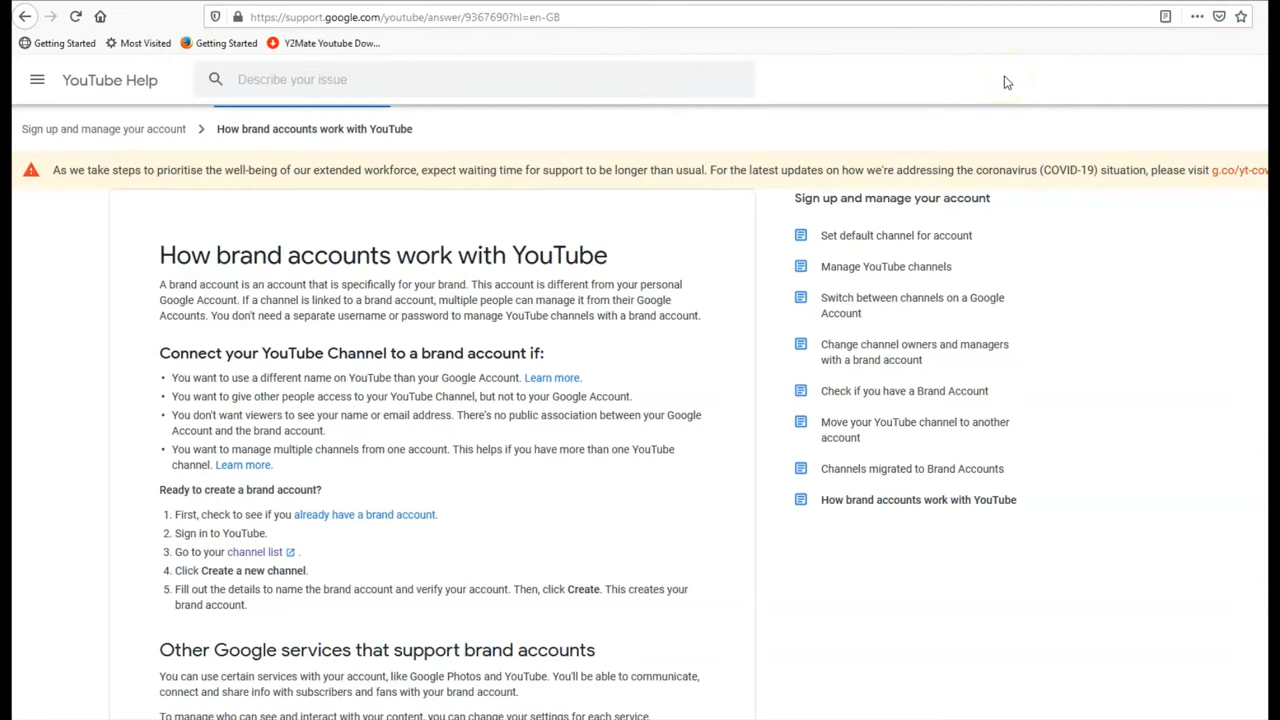 https://support.google.com/youtube/answer/9367690?hl=en-GB
Getting Started Most Visited Getting Started Y2Mate Youtube Dow...
YouTube Help Describe your issue
Sign up and manage your account How brand accounts work with YouTube
As we take steps to prioritise the well-being of our extended workforce, expect waiting time for support to be longer than usual. For the latest updates on how we're addressing the coronavirus (COVID-19) situation, please visit g.co/yt-cov
How brand accounts work with YouTube
A brand account is an account that is specifically for your brand. This account is different from your personal
Google Account. If a channel is linked to a brand account, multiple people can manage it from their Google
Accounts. You don't need a separate username or password to manage YouTube channels with a brand account.
Connect your YouTube Channel to a brand account if:
• You want to use a different name on YouTube than your Google Account. Learn more.
• You want to give other people access to your YouTube Channel, but not to your Google Account.
• You don't want viewers to see your name or email address. There's no public association between your Google
Account and the brand account.
• You want to manage multiple channels from one account. This helps if you have more than one YouTube
channel. Learn more.
Ready to create a brand account?
1. First, check to see if you already have a brand account.
2. Sign in to YouTube.
3. Go to your channel list .
4. Click Create a new channel.
5. Fill out the details to name the brand account and verify your account. Then, click Create. This creates your
brand account.
Other Google services that support brand accounts
You can use certain services with your account, like Google Photos and YouTube. You'll be able to communicate,
connect and share info with subscribers and fans with your brand account.
To manage who can see and interact with your content, you can change your settings for each service.
Sign up and manage your account
Set default channel for account
Manage YouTube channels
Switch between channels on a Google
Account
Change channel owners and managers
with a brand account
Check if you have a Brand Account
Move your YouTube channel to another
account
Channels migrated to Brand Accounts
How brand accounts work with YouTube